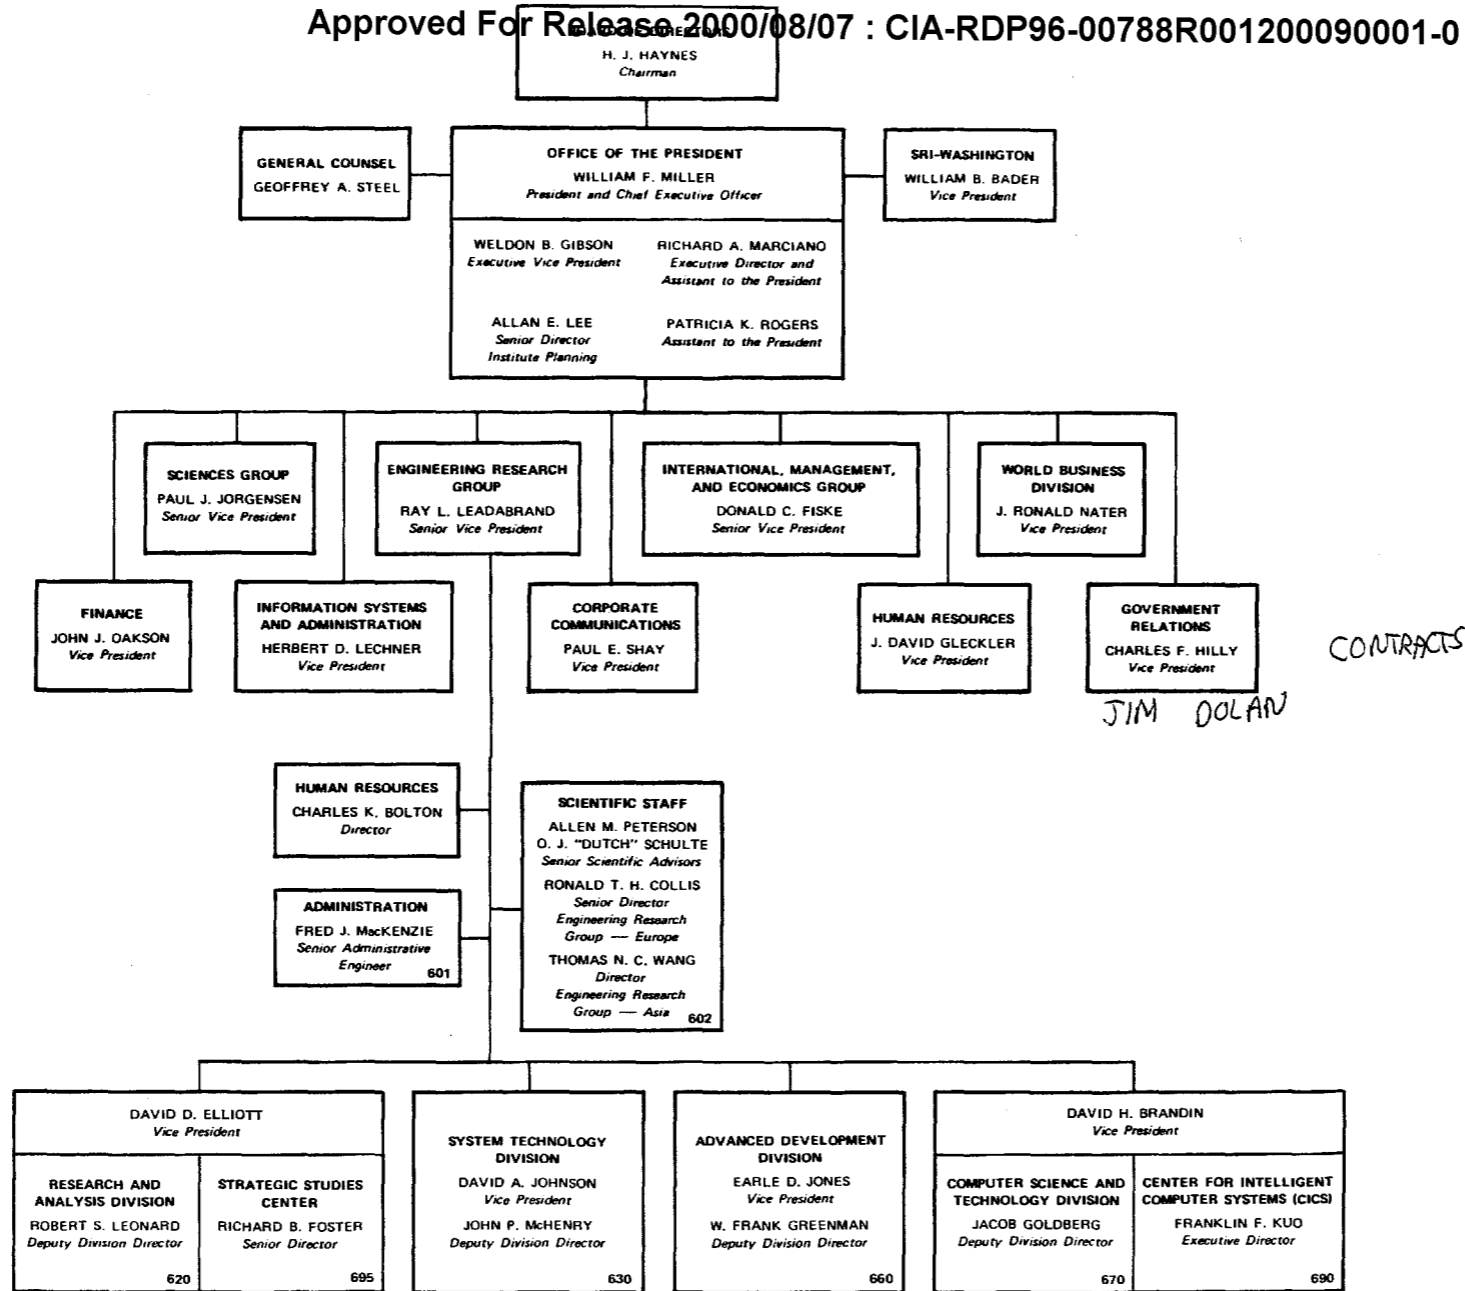 Approved For Release 2000/08/07 : CIA-RDP96-00788R001200090001-0
BOARD OF DIRECTORS
H. J. HAYNES
Chairman
GENERAL COUNSEL
GEOFFREY A. STEEL
OFFICE OF THE PRESIDENT
WILLIAM F. MILLER
President and Chief Executive Officer
SRI-WASHINGTON
WILLIAM B. BADER
Vice President
WELDON B. GIBSON
Executive Vice President
RICHARD A. MARCIANO
Executive Director and
Assistant to the President
ALLAN E. LEE
Senior Director
Institute Planning
PATRICIA K. ROGERS
Assistant to the President
SCIENCES GROUP
PAUL J. JORGENSEN
Senior Vice President
ENGINEERING RESEARCH
GROUP
RAY L. LEADABRAND
Senior Vice President
INTERNATIONAL, MANAGEMENT,
AND ECONOMICS GROUP
DONALD C. FISKE
Senior Vice President
WORLD BUSINESS
DIVISION
J. RONALD NATER
Vice President
FINANCE
JOHN J. OAKSON
Vice President
INFORMATION SYSTEMS
AND ADMINISTRATION
HERBERT D. LECHNER
Vice President
CORPORATE
COMMUNICATIONS
PAUL E. SHAY
Vice President
HUMAN RESOURCES
J. DAVID GLECKLER
Vice President
GOVERNMENT
RELATIONS
CHARLES F. HILLY
Vice President
CONTRACTS
JIM DOLAN
HUMAN RESOURCES
CHARLES K. BOLTON
Director
ADMINISTRATION
FRED J. MacKENZIE
Senior Administrative
Engineer
601
SCIENTIFIC STAFF
ALLEN M. PETERSON
O. J. "DUTCH" SCHULTE
Senior Scientific Advisors
RONALD T. H. COLLIS
Senior Director
Engineering Research
Group — Europe
THOMAS N. C. WANG
Director
Engineering Research
Group — Asia
602
DAVID D. ELLIOTT
Vice President
RESEARCH AND
ANALYSIS DIVISION
ROBERT S. LEONARD
Deputy Division Director
620
STRATEGIC STUDIES
CENTER
RICHARD B. FOSTER
Senior Director
695
SYSTEM TECHNOLOGY
DIVISION
DAVID A. JOHNSON
Vice President
JOHN P. McHENRY
Deputy Division Director
630
ADVANCED DEVELOPMENT
DIVISION
EARLE D. JONES
Vice President
W. FRANK GREENMAN
Deputy Division Director
660
DAVID H. BRANDIN
Vice President
COMPUTER SCIENCE AND
TECHNOLOGY DIVISION
JACOB GOLDBERG
Deputy Division Director
670
CENTER FOR INTELLIGENT
COMPUTER SYSTEMS (CICS)
FRANKLIN F. KUO
Executive Director
690